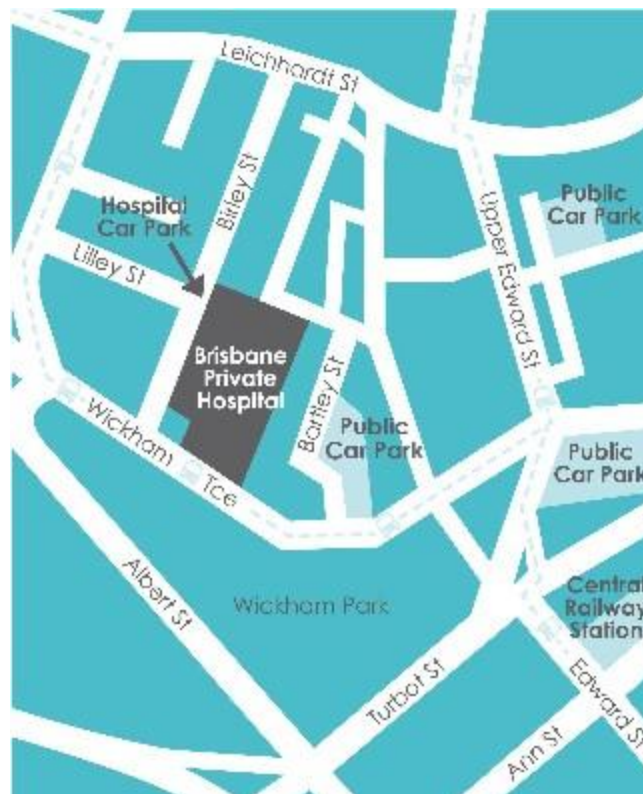 Leichhardt St
Birley St
Hospital
Car Park
Lilley St
Upper Edward St
Public
Car Park
Brisbane
Private
Hospital
Bartley St
Public
Car Park
Public
Car Park
Wickham Tce
Albert St
Wickham Park
Central
Railway
Station
Turbot St
Edward St
Ann St